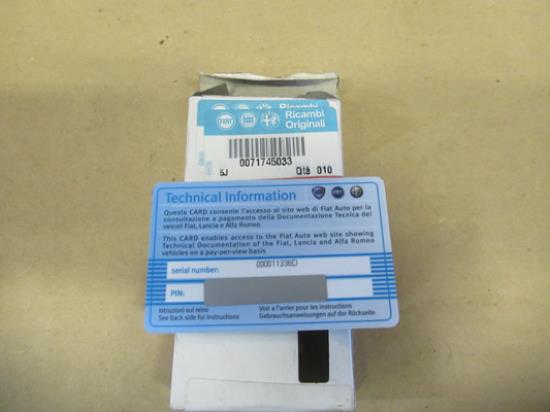 Ricambi
FIAT
Ricambi
Originali
0071745033
6J Qtà 010
Technical Information
Questa CARD consente l'accesso al sito web di Fiat Auto per la
consultazione a pagamento della Documentazione Tecnica dei
veicoli Fiat, Lancia e Alfa Romeo
This CARD enables access to the Fiat Auto web site showing
Technical Documentation of the Fiat, Lancia and Alfa Romeo
vehicles on a pay-per-view basis
serial number: 000011336D
PIN:
Istruzioni sul retro Voir a l'arrier pour les instructions
See back side for instructions Gebrauchsanweisungen auf der Rückseite